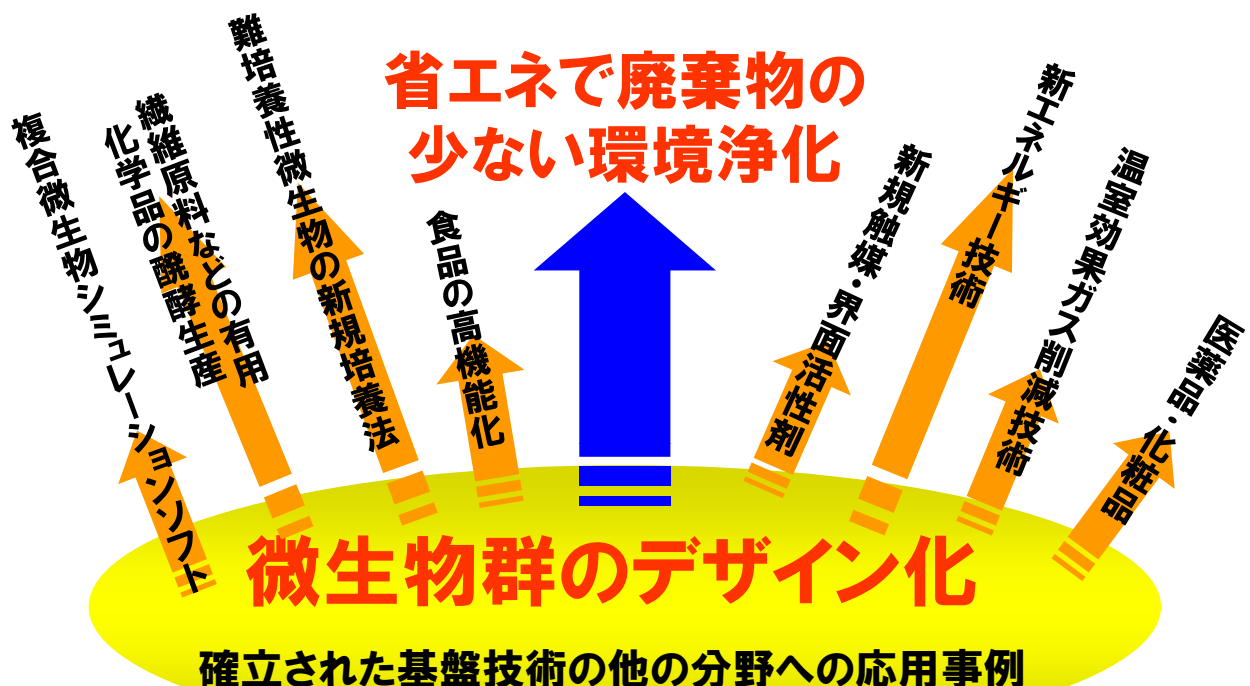 省エネで廃棄物の
少ない環境浄化
複合微生物シミュレーションソフト
繊維原料などの有用
化学品の醗酵生産
難培養性微生物の新規培養法
食品の高機能化
新規触媒・界面活性剤
新エネルギー技術
温室効果ガス削減技術
医薬品・化粧品
微生物群のデザイン化
確立された基盤技術の他の分野への応用事例